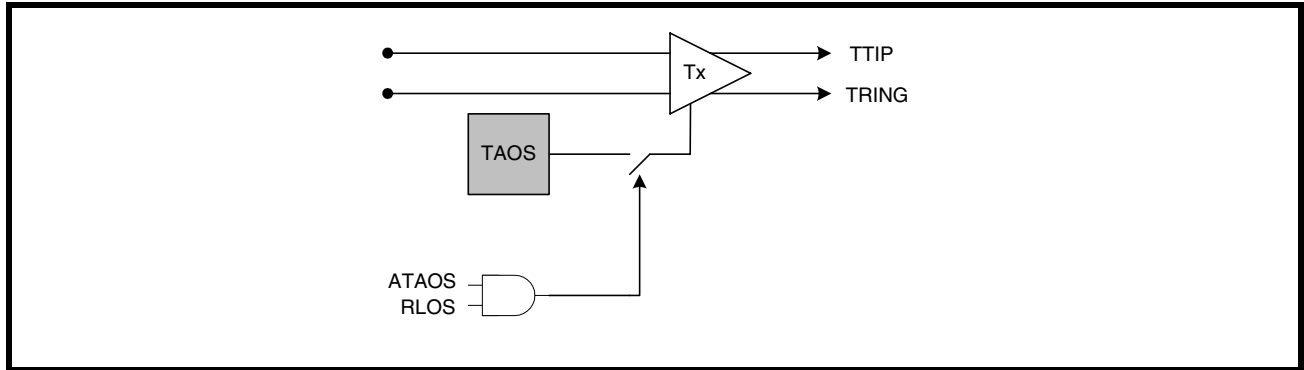 TTIP
Tx
TRING
TAOS
ATAOS
RLOS